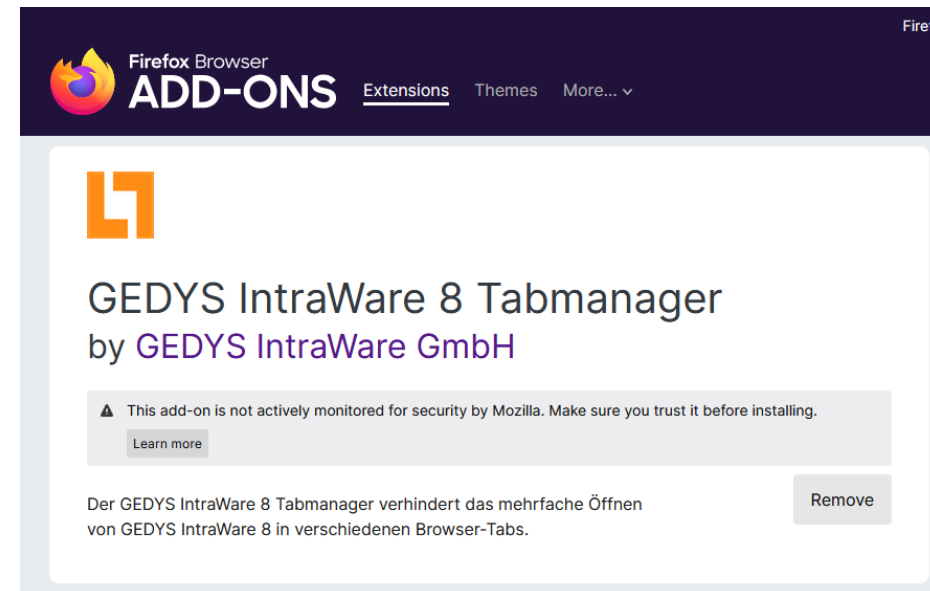 Firef
Firefox Browser
ADD-ONS
Extensions Themes More...
GEDYS IntraWare 8 Tabmanager
by GEDYS IntraWare GmbH
This add-on is not actively monitored for security by Mozilla. Make sure you trust it before installing.
Learn more
Der GEDYS IntraWare 8 Tabmanager verhindert das mehrfache Öffnen
von GEDYS IntraWare 8 in verschiedenen Browser-Tabs.
Remove